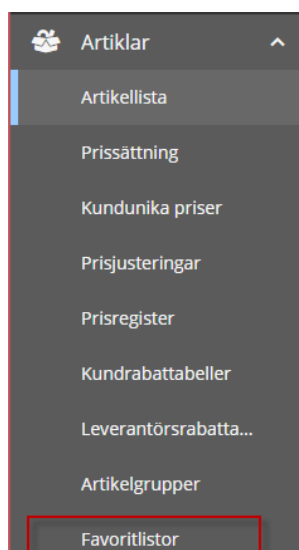 Artiklar
Artikellista
Prissättning
Kundunika priser
Prisjusteringar
Prisregister
Kundrabattabeller
Leverantörsrabatta...
Artikelgrupper
Favoritlistor